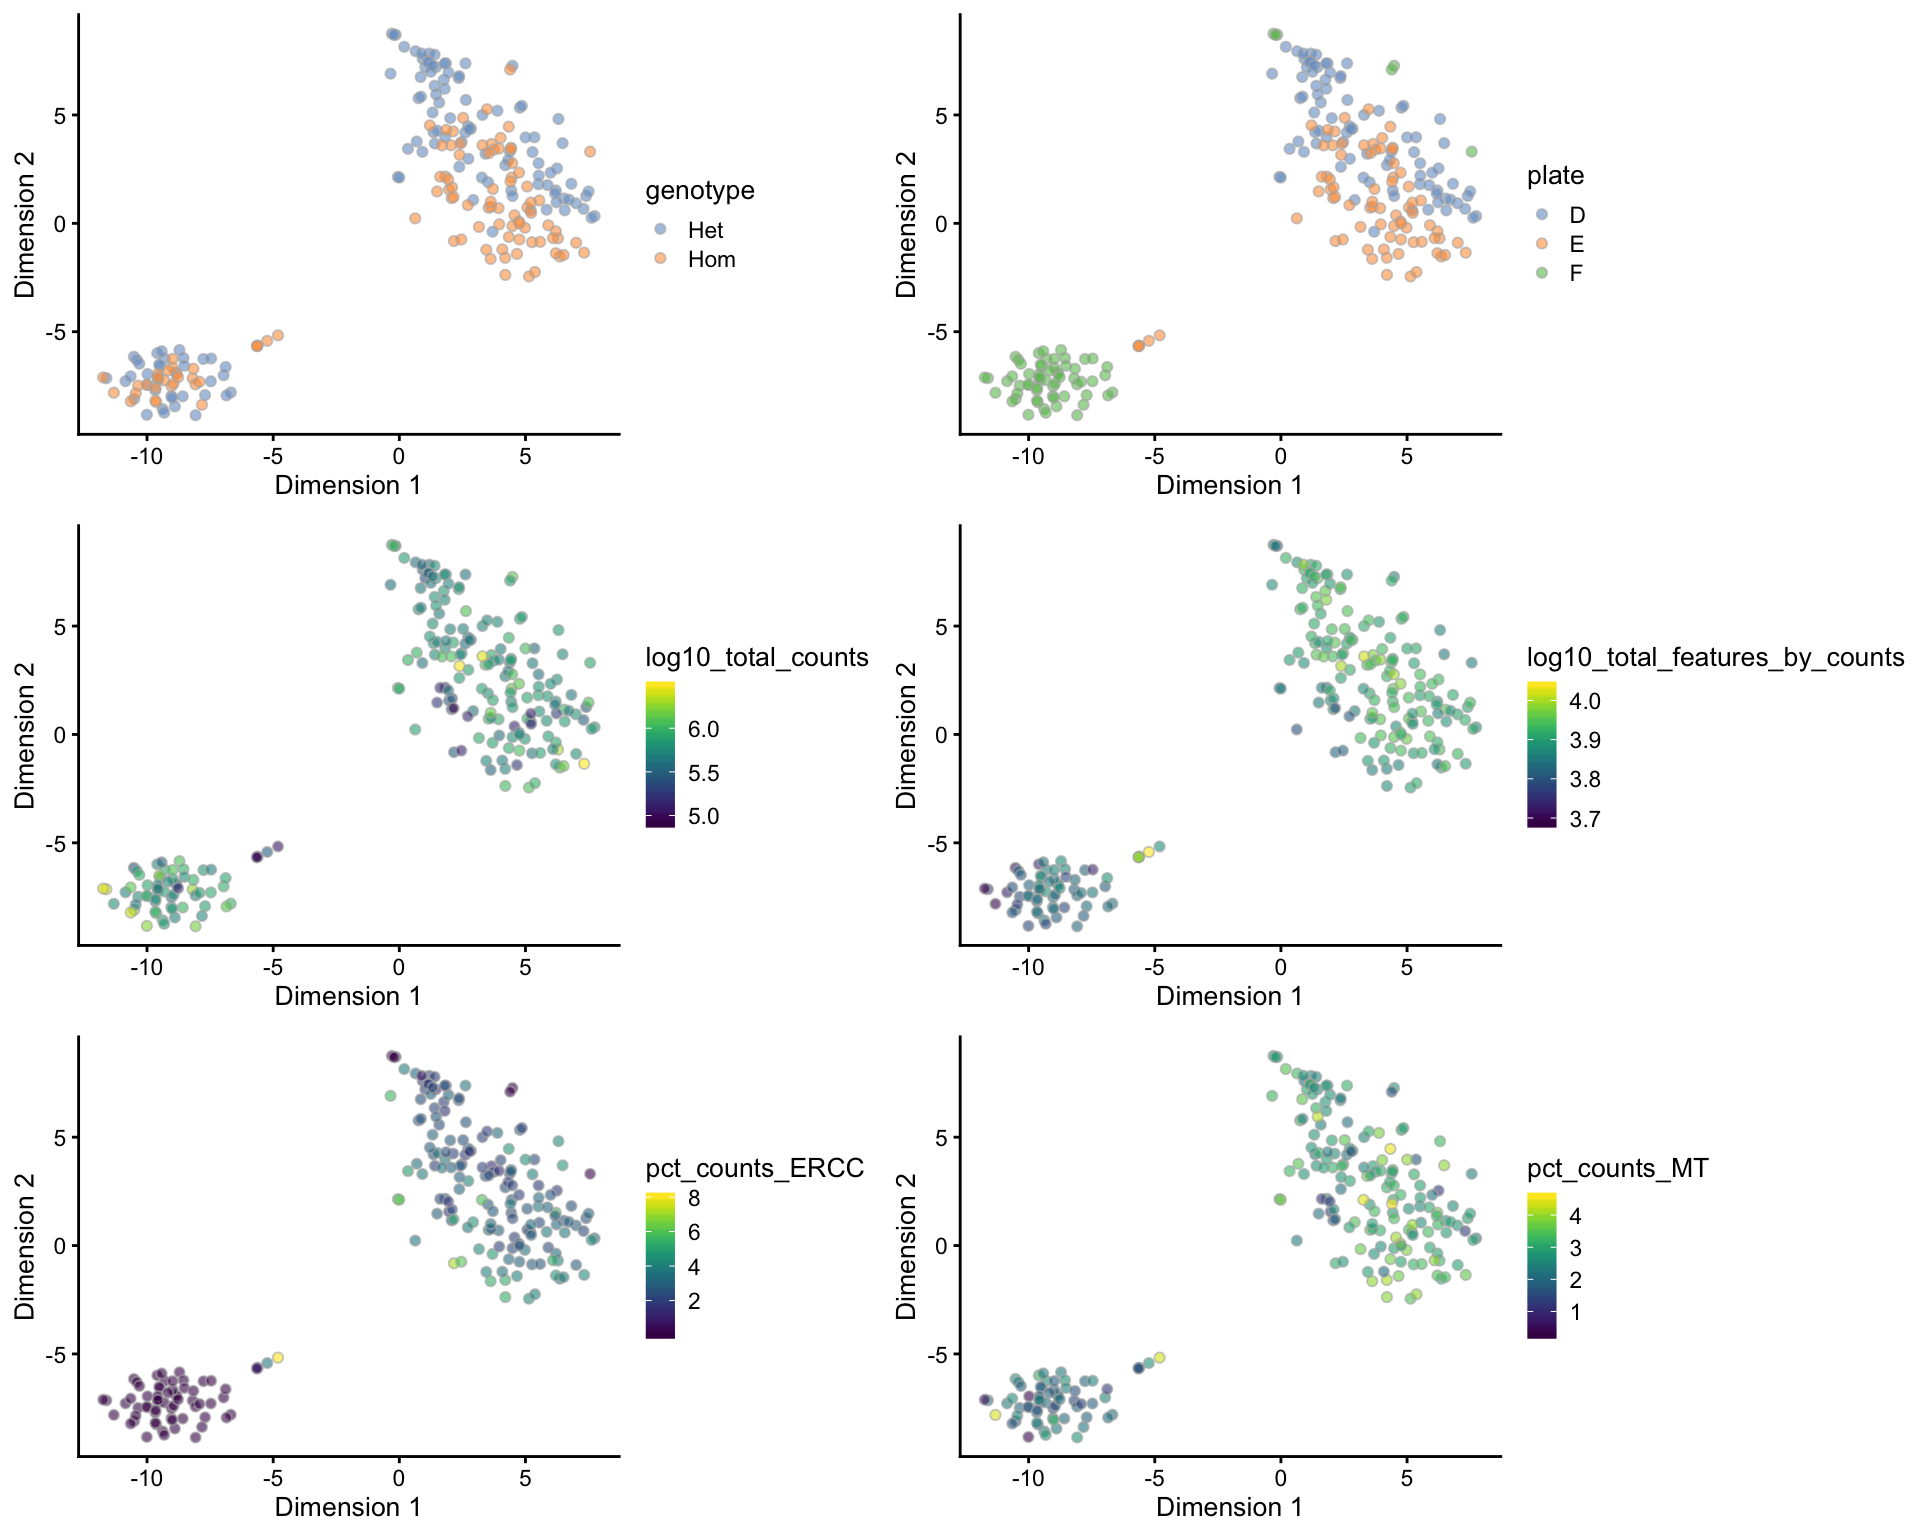 5
0
-5
-10 -5 0 5
Dimension 1
Dimension 2
genotype
Het
Hom
5
0
-5
-10 -5 0 5
Dimension 1
Dimension 2
plate
D
E
F
5
0
-5
-10 -5 0 5
Dimension 1
Dimension 2
log10_total_counts
6.0
5.5
5.0
5
0
-5
-10 -5 0 5
Dimension 1
Dimension 2
log10_total_features_by_counts
4.0
3.9
3.8
3.7
5
0
-5
-10 -5 0 5
Dimension 1
Dimension 2
pct_counts_ERCC
8
6
4
2
5
0
-5
-10 -5 0 5
Dimension 1
Dimension 2
pct_counts_MT
4
3
2
1